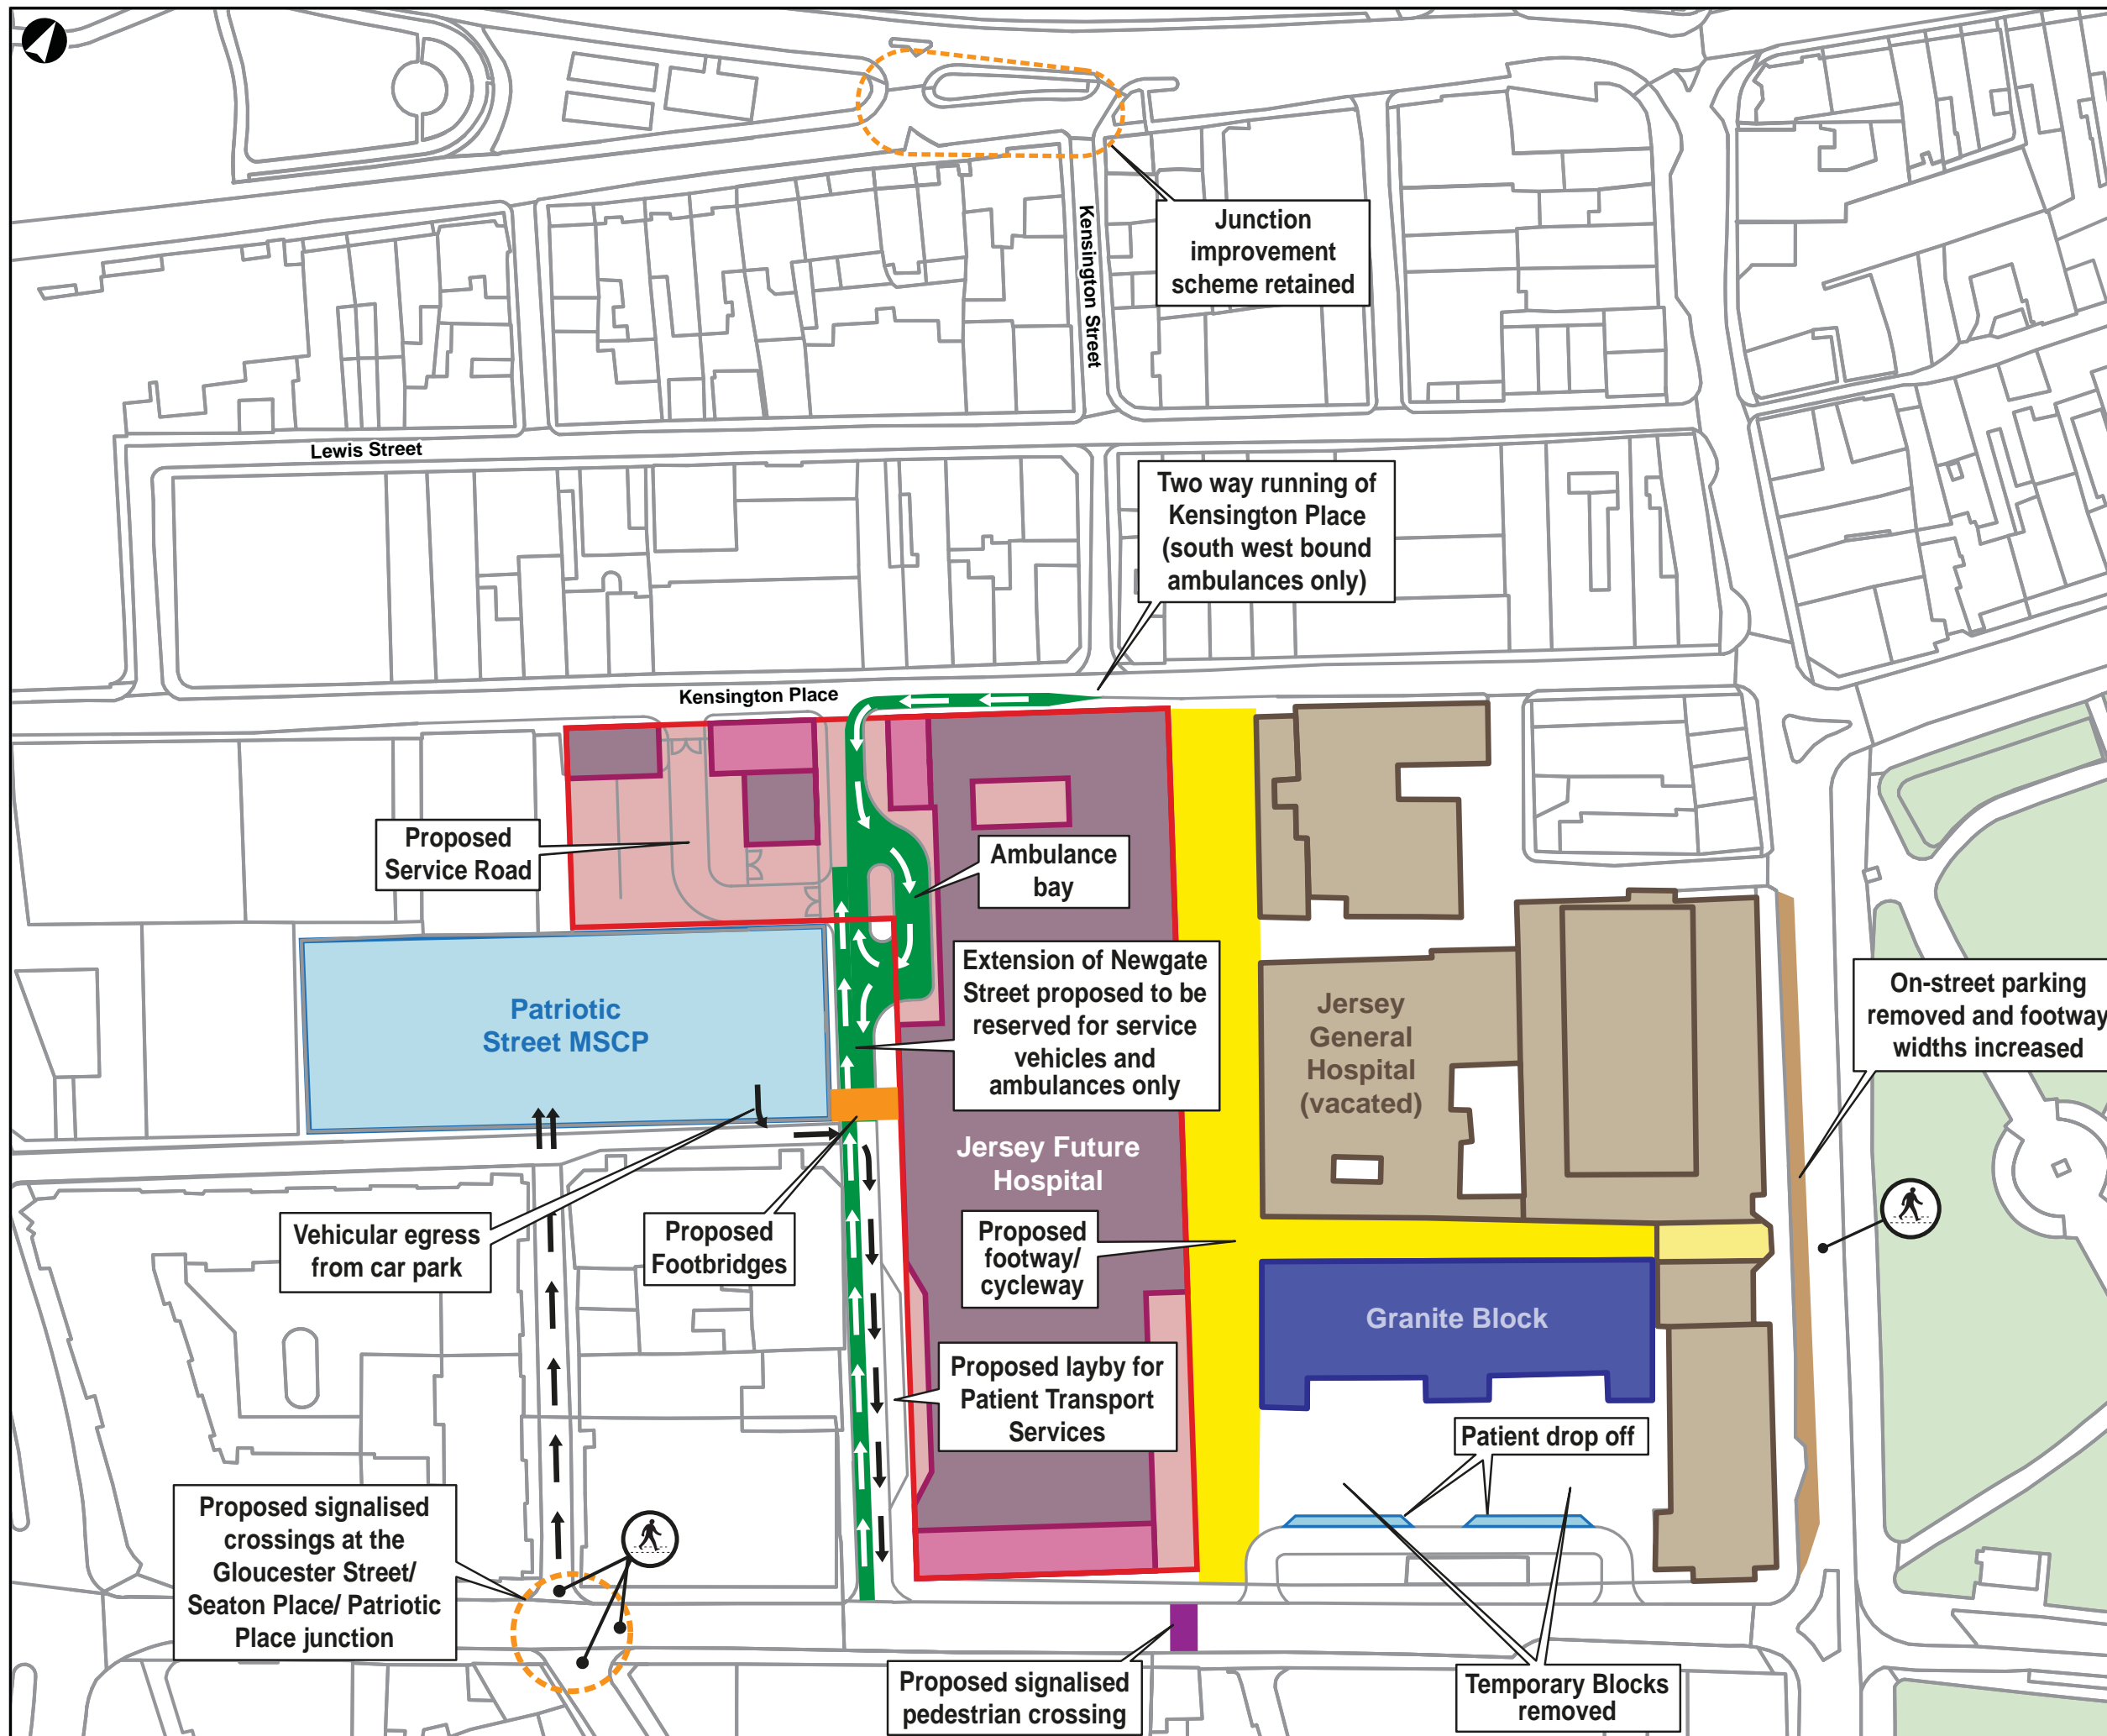 Junction
improvement
scheme retained
Kensington Street
Lewis Street
Two way running of
Kensington Place
(south west bound
ambulances only)
Kensington Place
Proposed
Service Road
Ambulance
bay
Extension of Newgate
Street proposed to be
reserved for service
vehicles and
ambulances only
Patriotic
Street MSCP
Jersey
General
Hospital
(vacated)
On-street parking
removed and footway
widths increased
Jersey Future
Hospital
Vehicular egress
from car park
Proposed
Footbridges
Proposed
footway/
cycleway
Granite Block
Proposed layby for
Patient Transport
Services
Patient drop off
Proposed signalised
crossings at the
Gloucester Street/
Seaton Place/ Patriotic
Place junction
Proposed signalised
pedestrian crossing
Temporary Blocks
removed